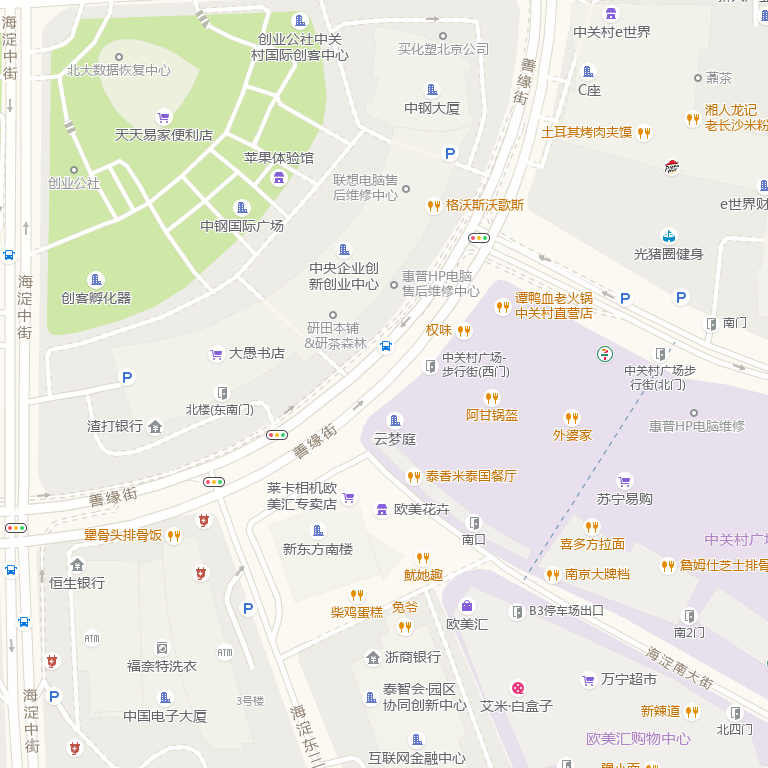 海淀中街
创业公社中关
村国际创客中心
买化塑北京公司
中关村e世界
北大数据恢复中心
善缘街
C座
鼒茶
中钢大厦
湘人龙记
老长沙米粉
天天易家便利店
土耳其烤肉夹馍
P
苹果体验馆
创业公社
联想电脑售
后维修中心
格沃斯沃歌斯
e世界财
中钢国际广场
光猪圈健身
中央企业创
新创业中心
惠普HP电脑
售后维修中心
海淀中街
创客孵化器
谭鸭血老火锅
中关村直营店
P
P
南门
研田本铺
&研茶森林
权味
大愚书店
中关村广场-
步行街(西门)
中关村广场步
行街(北门)
P
北楼(东南门)
阿甘锅盔
渣打银行
云梦庭
外婆家
惠普HP电脑维修
善缘街
泰香米泰国餐厅
善缘街
莱卡相机欧
美汇专卖店
苏宁易购
欧美花卉
犟骨头排骨饭
新东方南楼
南口
喜多方拉面
中关村广场
恒生银行
鱿她趣
南京大牌档
詹姆仕芝士排骨
P
柴鸡蛋糕
兔爷
欧美汇
B3停车场出口
ATM
南2门
福奈特洗衣
ATM
浙商银行
海淀南大街
3号楼
泰智会·园区
协同创新中心
万宁超市
P
海淀中街
中国电子大厦
艾米·白盒子
新辣道
海淀东三
北四门
互联网金融中心
欧美汇购物中心